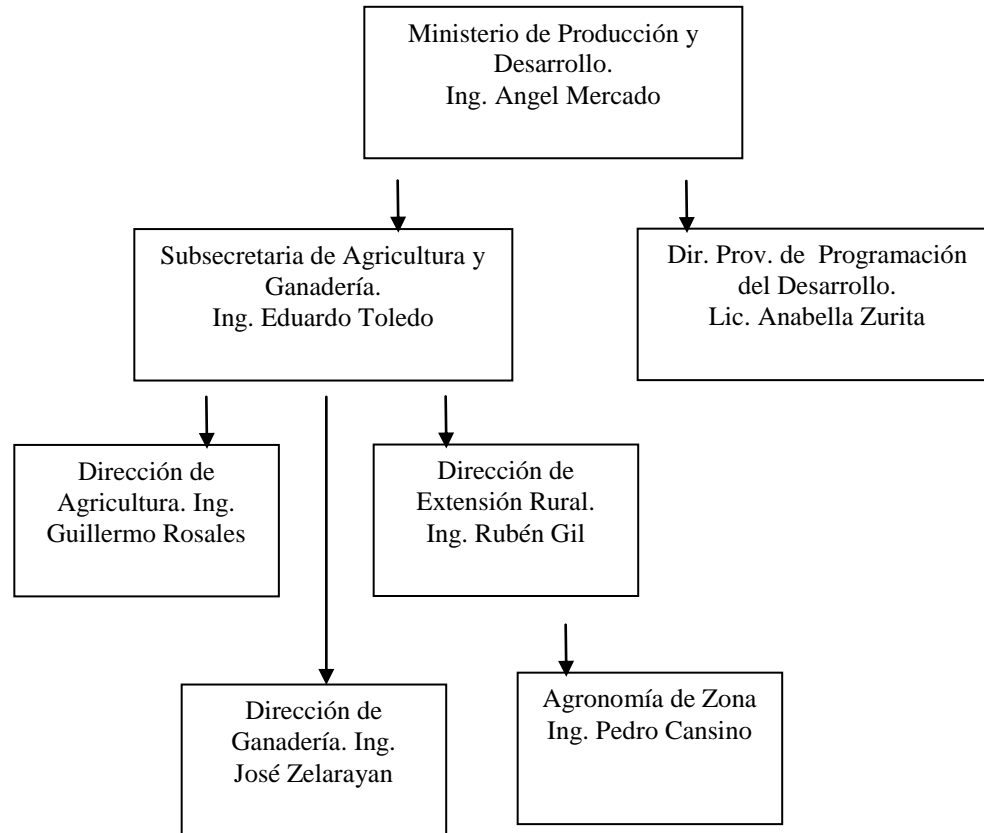 Ministerio de Producción y
Desarrollo.
Ing. Angel Mercado
Subsecretaria de Agricultura y
Ganadería.
Ing. Eduardo Toledo
Dir. Prov. de Programación
del Desarrollo.
Lic. Anabella Zurita
Dirección de
Agricultura. Ing.
Guillermo Rosales
Dirección de
Extensión Rural.
Ing. Rubén Gil
Dirección de
Ganadería. Ing.
José Zelarayan
Agronomía de Zona
Ing. Pedro Cansino